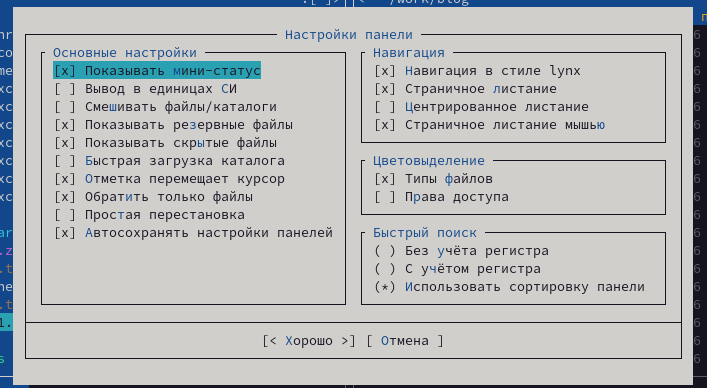 /work/blog
Настройки панели
Основные настройки
[x] Показывать мини-статус
[ ] Вывод в единицах СИ
[ ] Смешивать файлы/каталоги
[x] Показывать резервные файлы
[x] Показывать скрытые файлы
[ ] Быстрая загрузка каталога
[x] Отметка перемещает курсор
[x] Обратить только файлы
[ ] Простая перестановка
[x] Автосохранять настройки панелей
Навигация
[x] Навигация в стиле lynx
[x] Страничное листание
[ ] Центрированное листание
[x] Страничное листание мышью
Цветовыделение
[x] Типы файлов
[ ] Права доступа
Быстрый поиск
( ) Без учёта регистра
( ) С учётом регистра
(*) Использовать сортировку панели
[< Хорошо >] [ Отмена ]